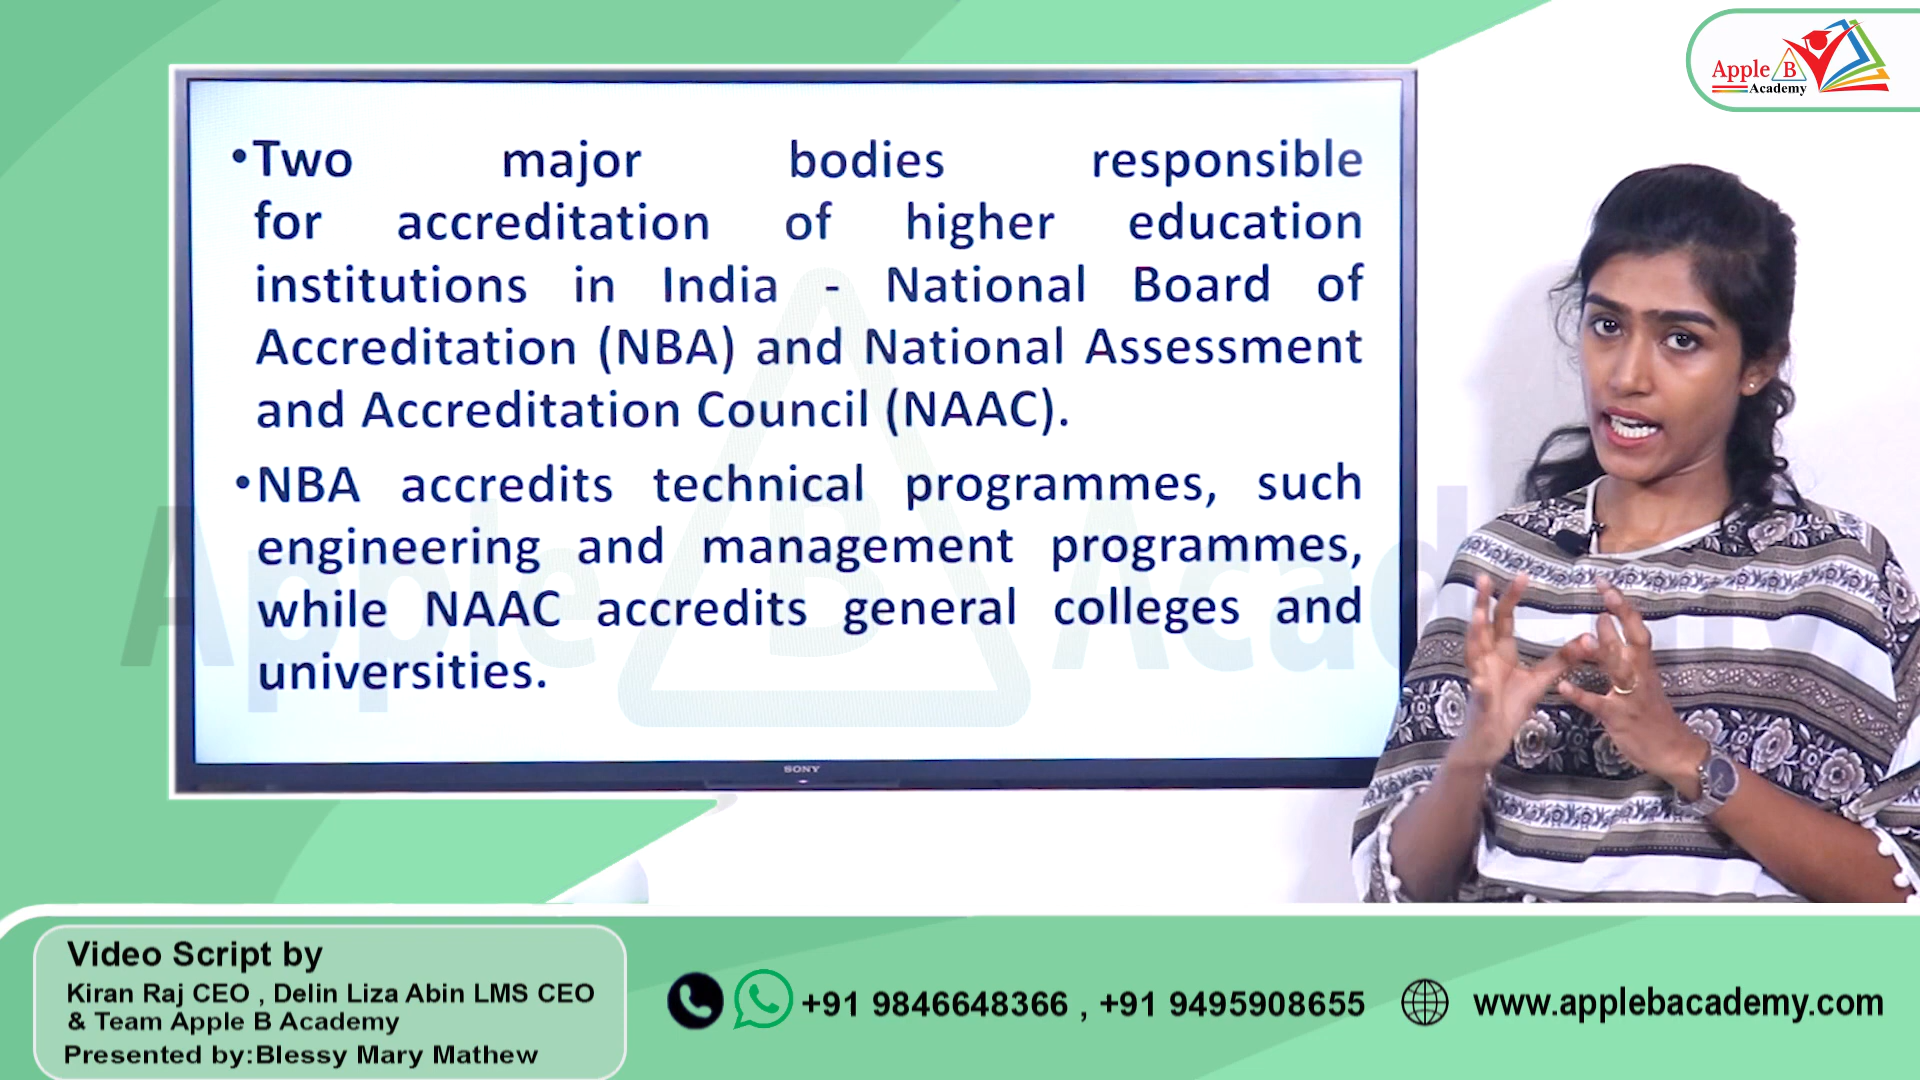 Apple B
Academy
•Two major bodies responsible
for accreditation of higher education
institutions in India - National Board of
Accreditation (NBA) and National Assessment
and Accreditation Council (NAAC).
•NBA accredits technical programmes, such
engineering and management programmes,
while NAAC accredits general colleges and
universities.
Apple B Academy
SONY
Video Script by
Kiran Raj CEO , Delin Liza Abin LMS CEO
& Team Apple B Academy
Presented by:Blessy Mary Mathew
+91 9846648366 , +91 9495908655
www.applebacademy.com